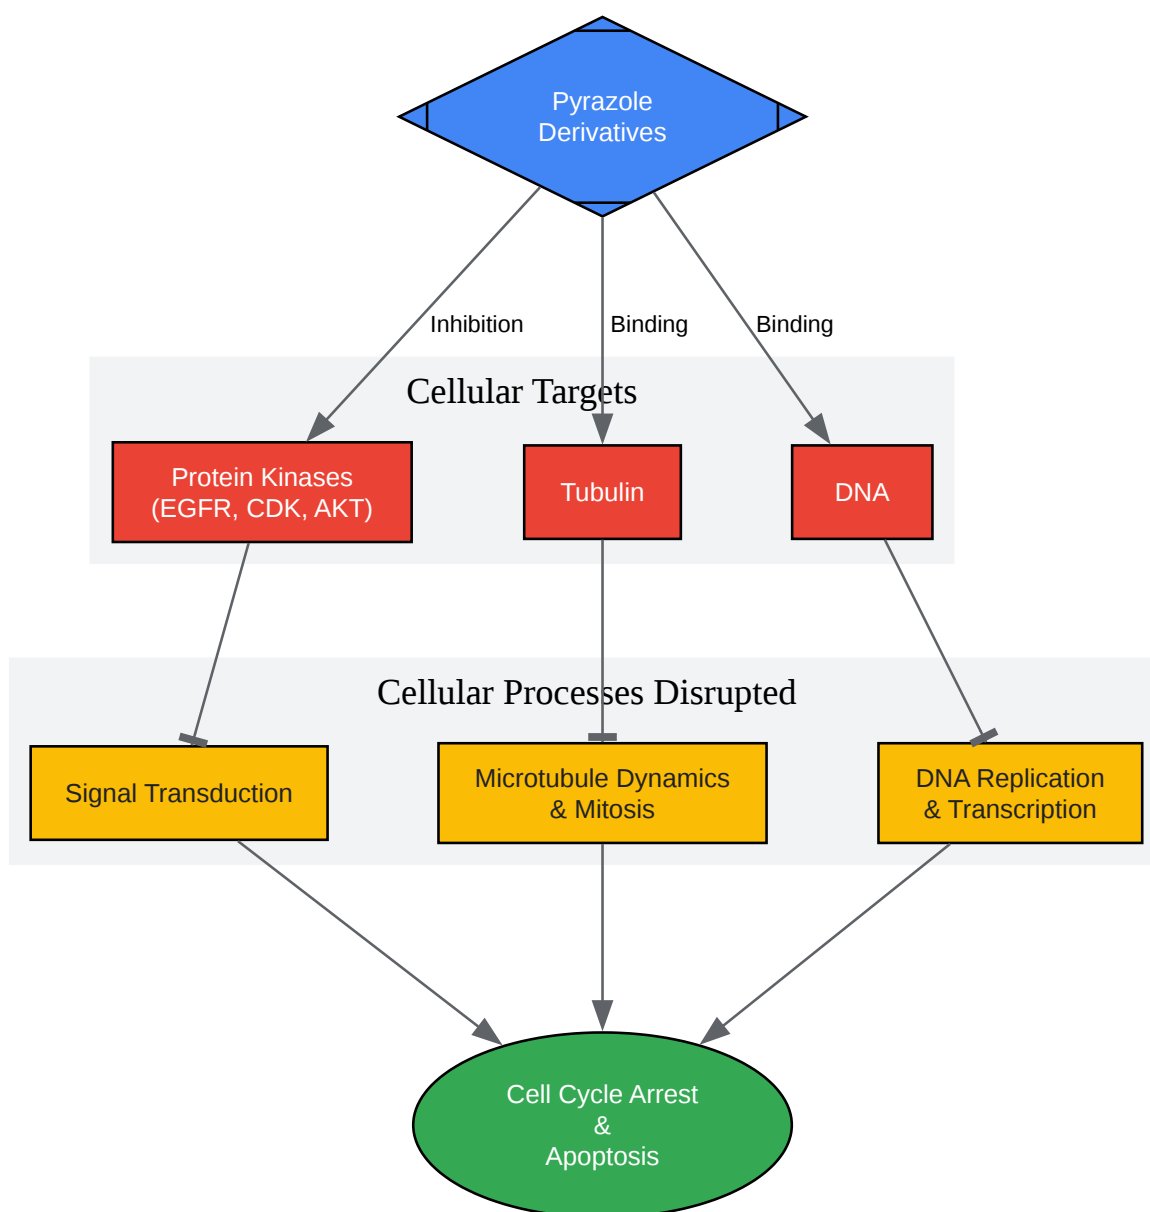 Pyrazole
Derivatives
Inhibition
Binding
Binding
Cellular Targets
Protein Kinases
(EGFR, CDK, AKT)
Tubulin
DNA
Cellular Processes Disrupted
Signal Transduction
Microtubule Dynamics
& Mitosis
DNA Replication
& Transcription
Cell Cycle Arrest
&
Apoptosis